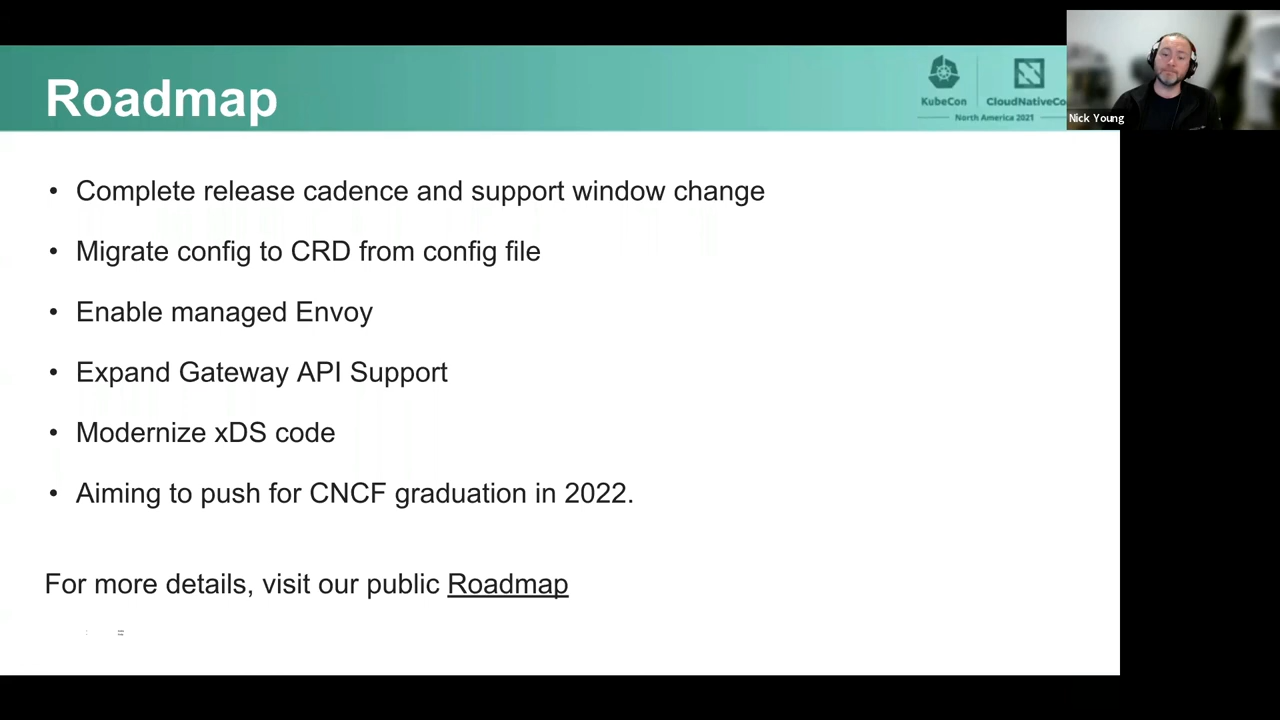 Roadmap
KubeCon
CloudNativeCo
North America 2021
Nick Young
• Complete release cadence and support window change
• Migrate config to CRD from config file
• Enable managed Envoy
• Expand Gateway API Support
• Modernize xDS code
• Aiming to push for CNCF graduation in 2022.
For more details, visit our public Roadmap